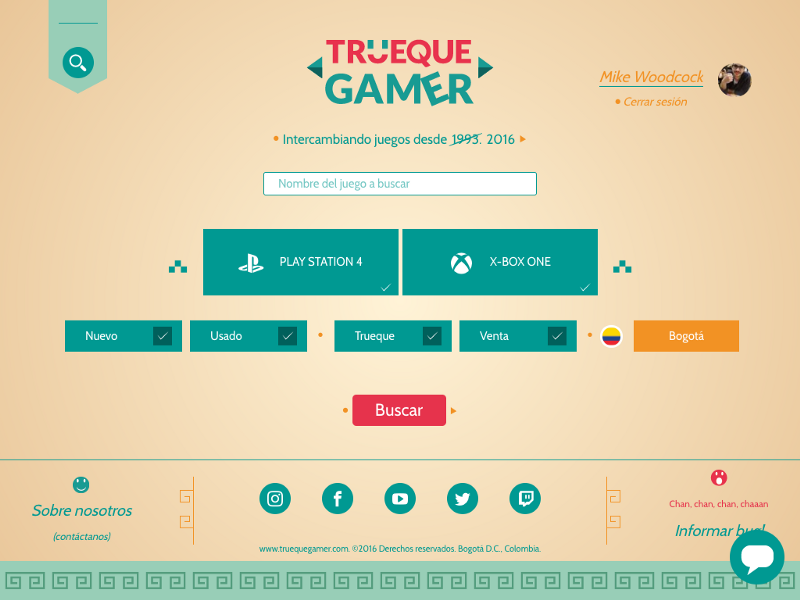 TRUEQUE
GAMER
Mike Woodcock
• Cerrar sesión
• Intercambiando juegos desde 1993. 2016
Nombre del juego a buscar
PLAY STATION 4
X-BOX ONE
Nuevo
Usado
Trueque
Venta
Bogotá
Buscar
Sobre nosotros
(contáctanos)
Chan, chan, chan, chaaan
Informar bug!
www.truequegamer.com. ©2016 Derechos reservados. Bogotá D.C., Colombia.